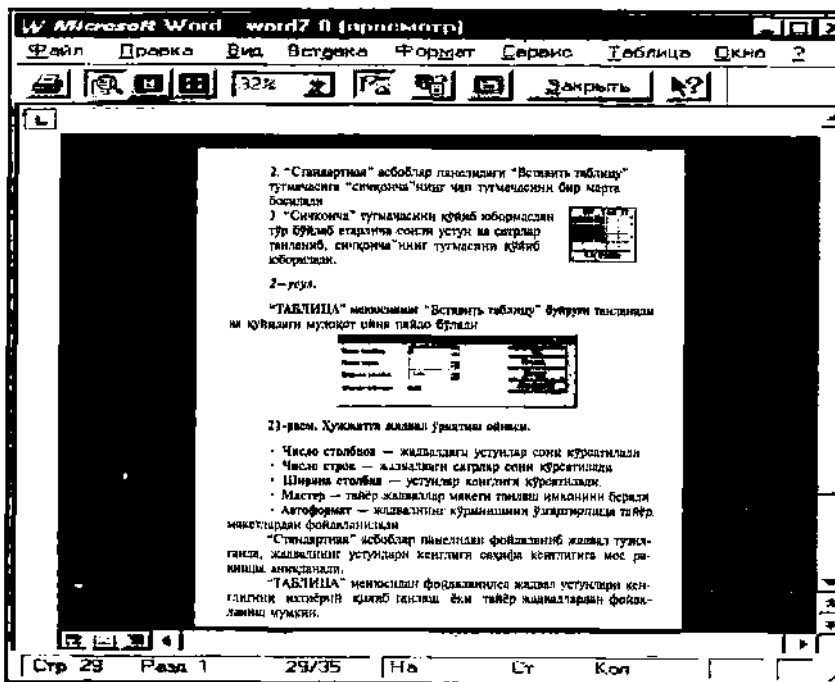 Microsoft Word word7.0 (просмотр)
Файл Правка Вид Вставка Формат Сервис Таблица Окно ?
32% Закрыть
2. "Стандартная" асбоблар панелидаги "Вставить таблицу"
тугмачасига "сичқонча"нинг чап тугмачасини бир марта
босилади
3 "Сичқонча" тугмачасини қўйиб юбормасдан
тўр бўйлаб етарлича сонли устун ва сатрлар
танланиб, сичқонча"нинг тугмасини қўйиб
юборилади.
2—усул.
"ТАБЛИЦА" менюсининг "Вставить таблицу" буйруғи танланади
ва қуйидаги мулоқот ойна пайдо бўлади
21-расм. Ҳужжатга жадвал ўрнатиш ойнаси.
· Число столбцов — жадвалдаги устунлар сони кўрсатилади
· Число строк — жадвалдаги сатрлар сони кўрсатилади
· Ширина столбца — устунлар кенглиги кўрсатилади.
· Мастер — тайёр жадваллар макети танлаш имконини беради
· Автоформат — жадвалнинг кўринишини ўзгартиришда тайёр
макетлардан фойдаланилади
"Стандартная" асбоблар панелидан фойдаланиб жадвал тузил-
ганда, жадвалнинг устунлари кенглиги саҳифа кенглигига мос ра-
вишда аниқланади.
"ТАБЛИЦА" менюсидан фойдаланилса жадвал устунлари кен-
глигини ихтиёрий қилиб танлаш ёки тайёр жадваллардан фойда-
ланиш мумкин.
Стр 29 Разд 1 29/35 На Ст Кол